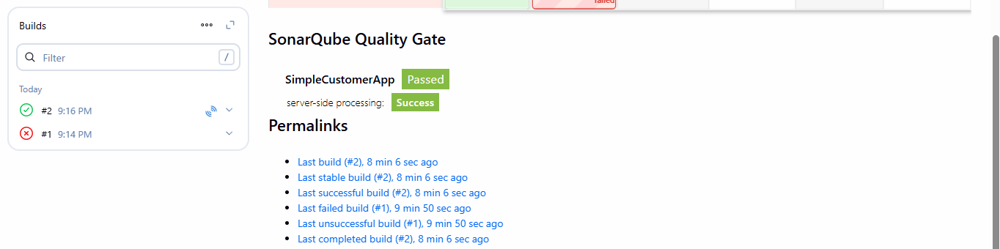 failed
Builds
Filter /
Today
#2 9:16 PM
#1 9:14 PM
SonarQube Quality Gate
SimpleCustomerApp Passed
server-side processing: Success
Permalinks
Last build (#2), 8 min 6 sec ago
Last stable build (#2), 8 min 6 sec ago
Last successful build (#2), 8 min 6 sec ago
Last failed build (#1), 9 min 50 sec ago
Last unsuccessful build (#1), 9 min 50 sec ago
Last completed build (#2), 8 min 6 sec ago